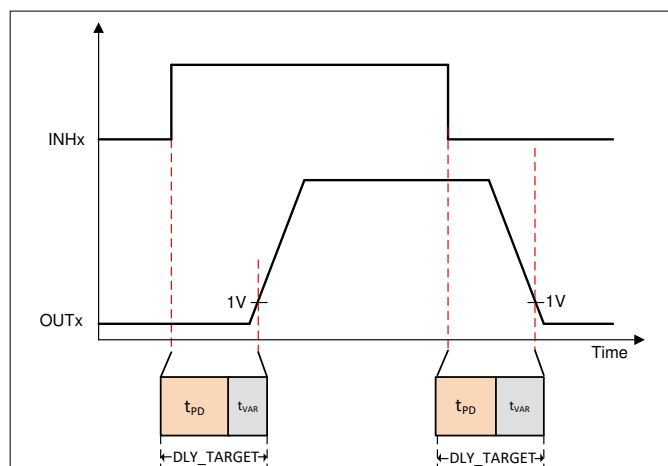 INHx
1V
1V
OUTx
Time
tPD
tVAR
tPD
tVAR
DLY_TARGET
DLY_TARGET